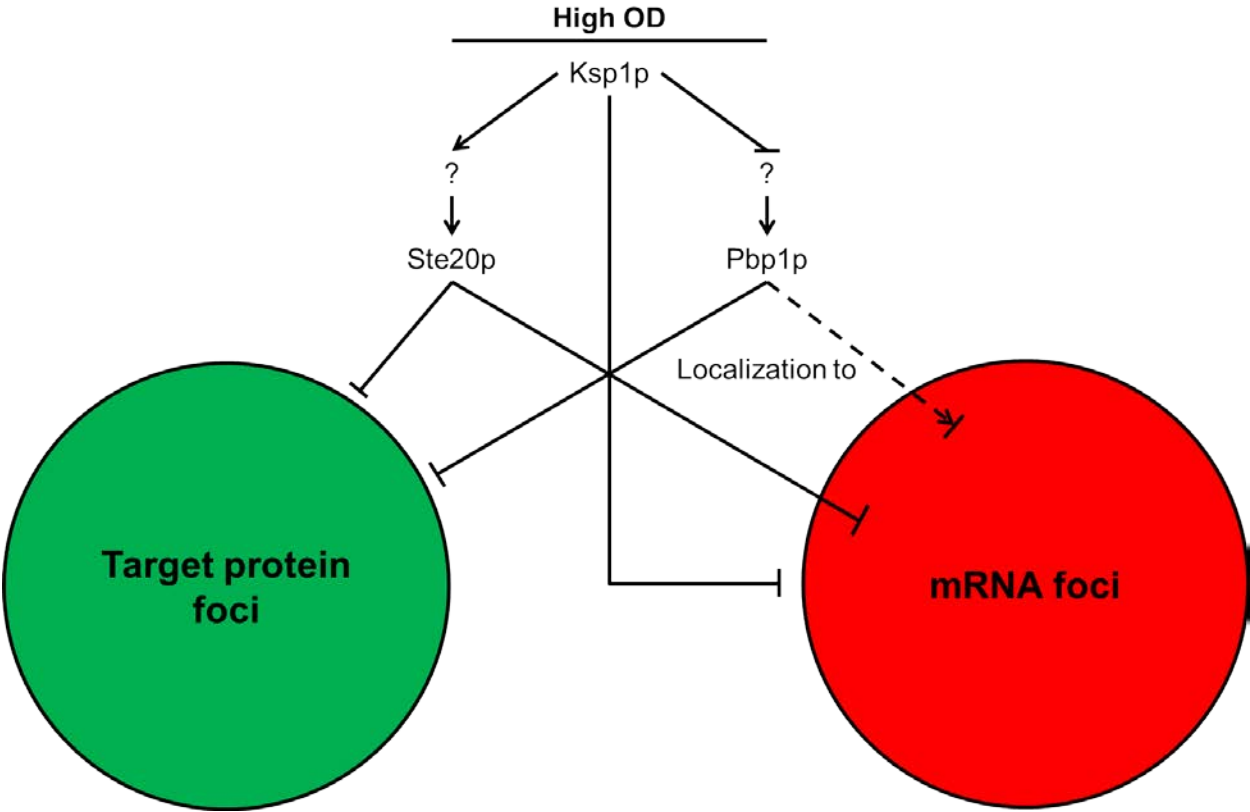 High OD
Ksp1p
? ?
Ste20p Pbp1p
Localization to
Target protein
foci
mRNA foci